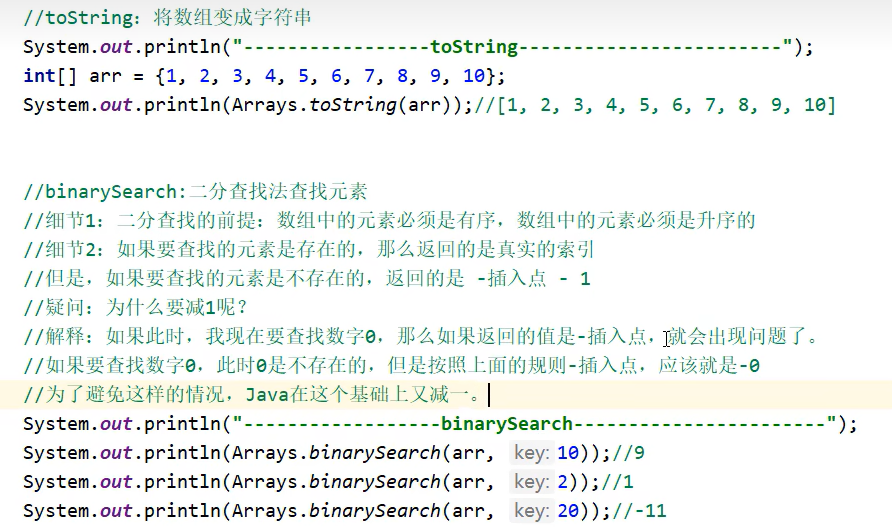 //toString：将数组变成字符串
System.out.println("-----------------toString------------------------");
int[] arr = {1, 2, 3, 4, 5, 6, 7, 8, 9, 10};
System.out.println(Arrays.toString(arr));//[1, 2, 3, 4, 5, 6, 7, 8, 9, 10]
//binarySearch:二分查找法查找元素
//细节1：二分查找的前提：数组中的元素必须是有序，数组中的元素必须是升序的
//细节2：如果要查找的元素是存在的，那么返回的是真实的索引
//但是，如果要查找的元素是不存在的，返回的是 -插入点 - 1
//疑问：为什么要减1呢？
//解释：如果此时，我现在要查找数字0，那么如果返回的值是-插入点，就会出现问题了。
//如果要查找数字0，此时0是不存在的，但是按照上面的规则-插入点，应该就是-0
//为了避免这样的情况，Java在这个基础上又减一。
System.out.println("------------------binarySearch-----------------------");
System.out.println(Arrays.binarySearch(arr, key: 10));//9
System.out.println(Arrays.binarySearch(arr, key: 2));//1
System.out.println(Arrays.binarySearch(arr, key: 20));//-11